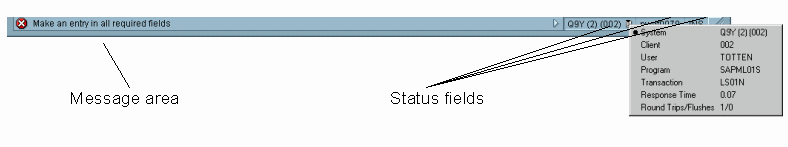 Make an entry in all required fields
Q9Y (2) (002)
INS
System Q9Y (2) (002)
Client 002
User TOTTEN
Program SAPML01S
Transaction LS01N
Response Time 0.07
Round Trips/Flushes 1/0
Message area
Status fields